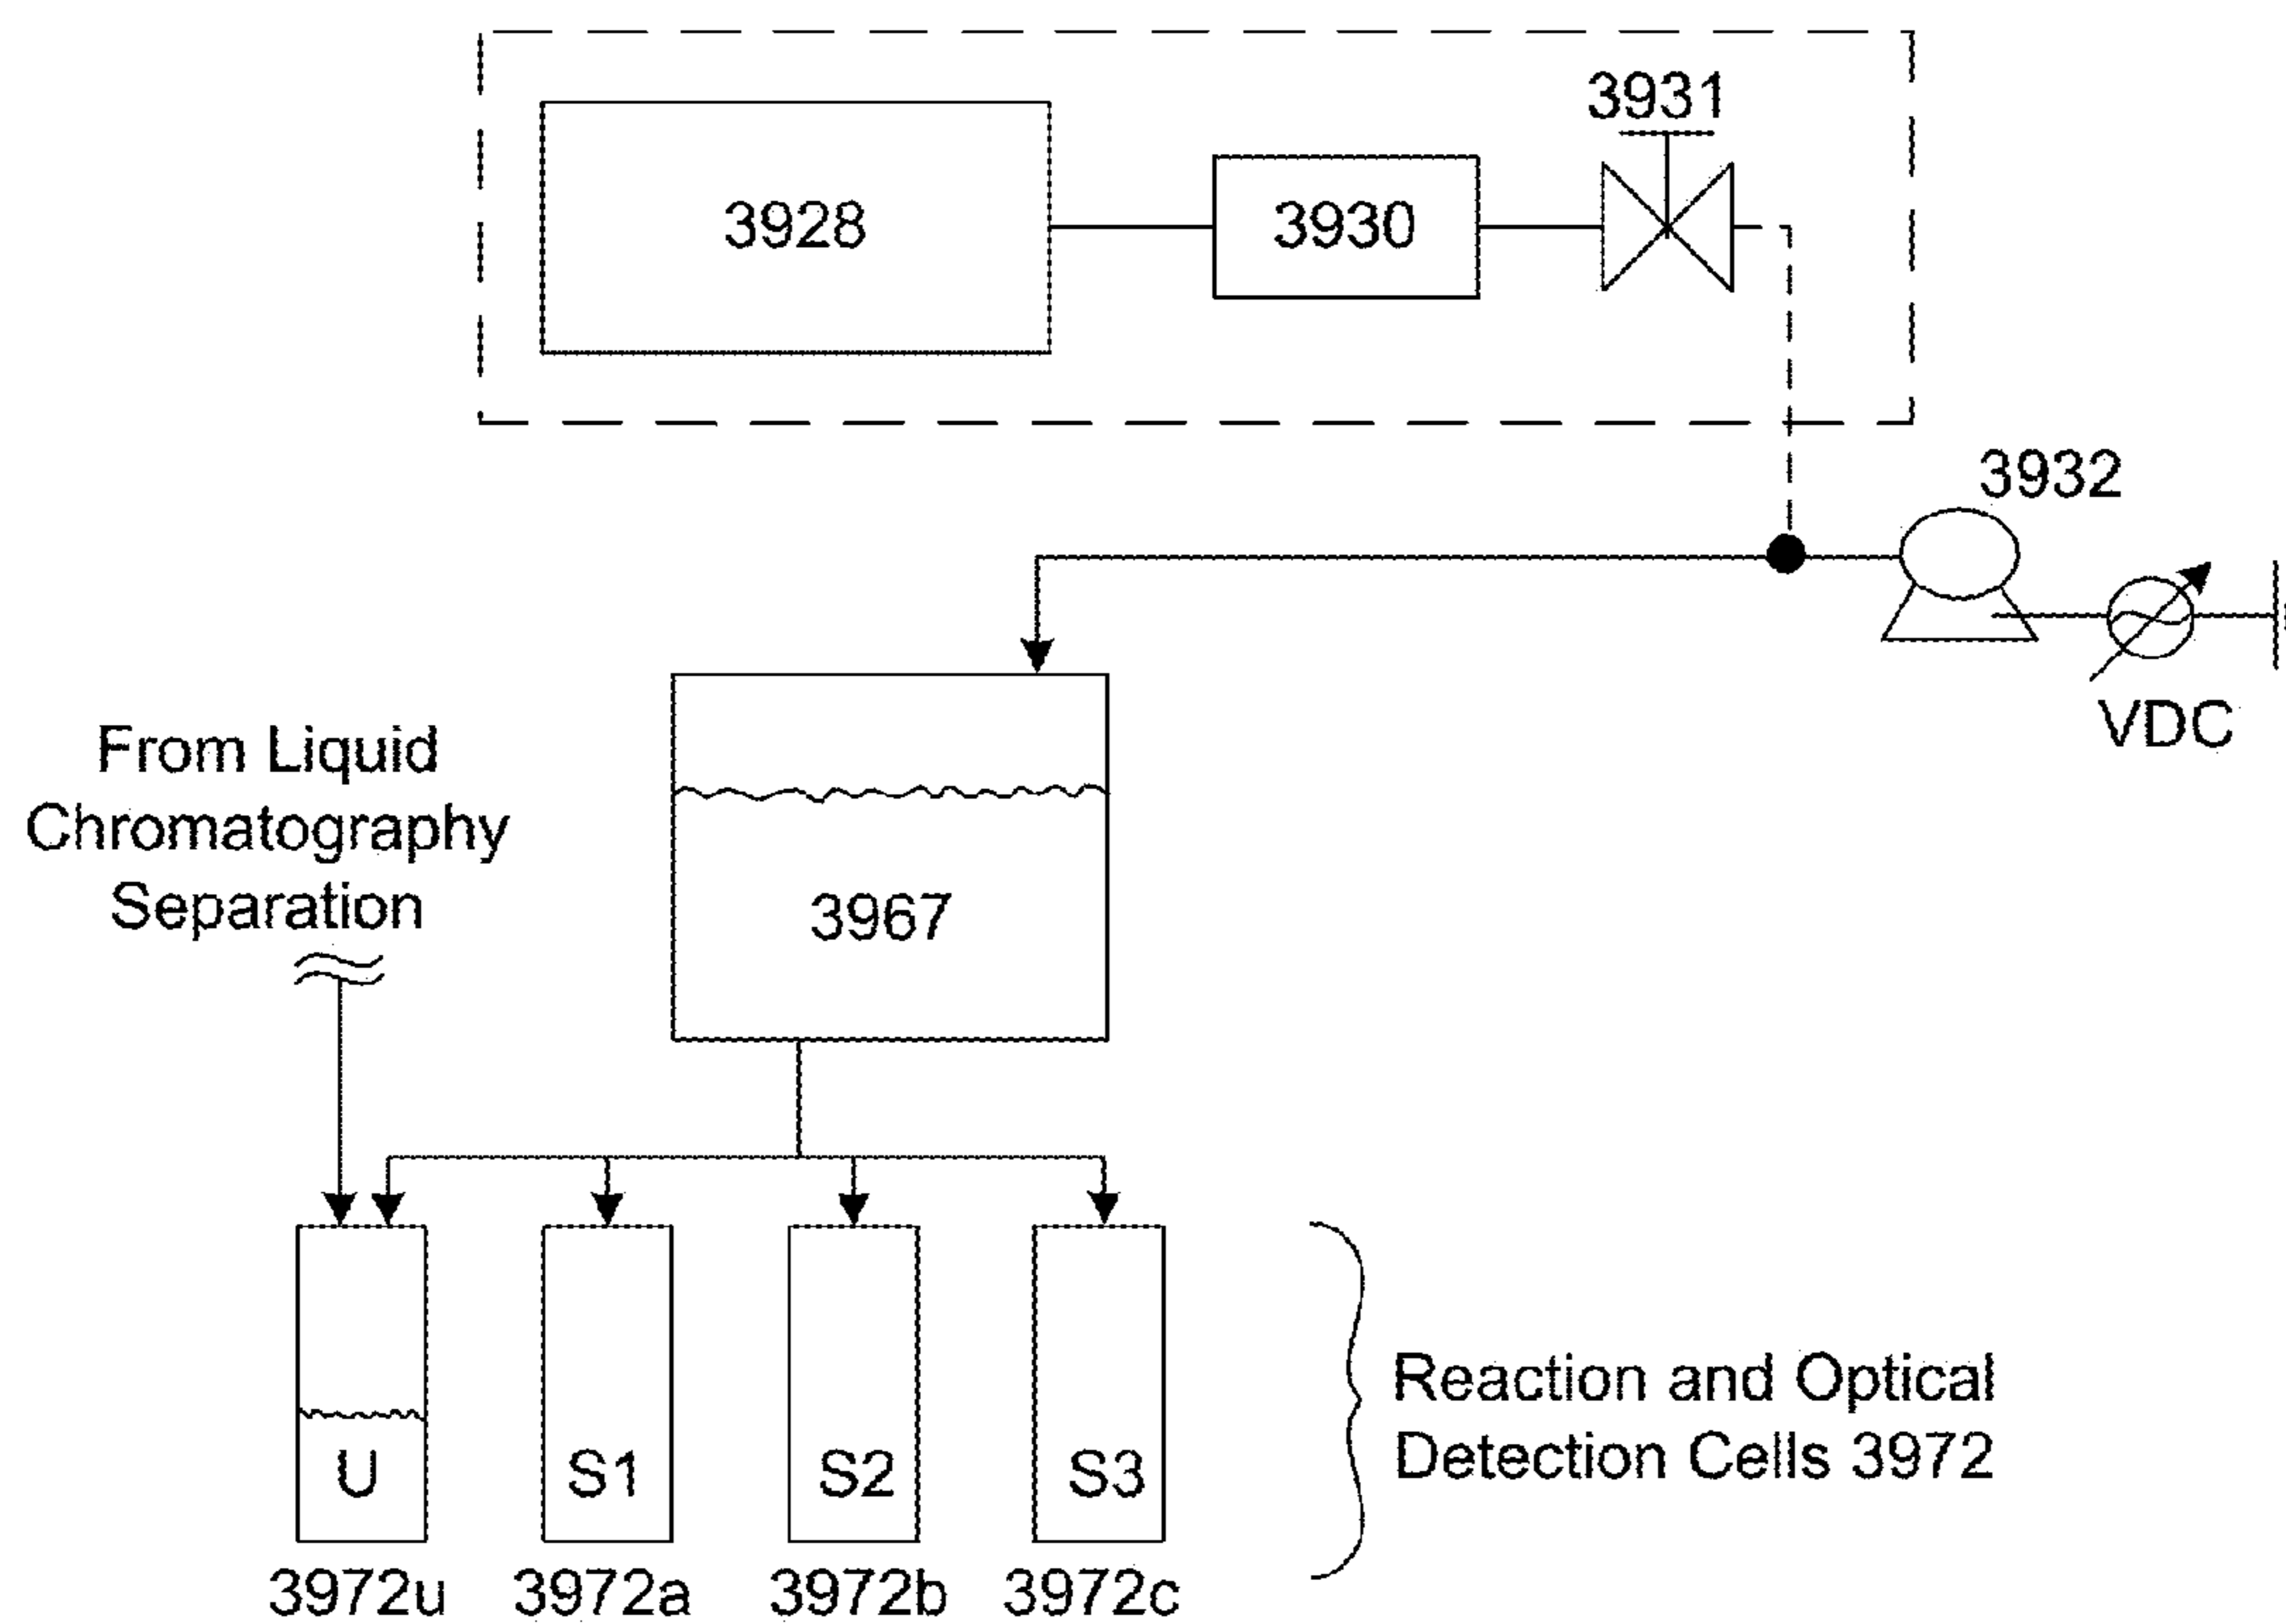 3931
3928
3930
3932
VDC
From Liquid
Chromatography
Separation
3967
U
S1
S2
S3
Reaction and Optical
Detection Cells 3972
3972u
3972a
3972b
3972c